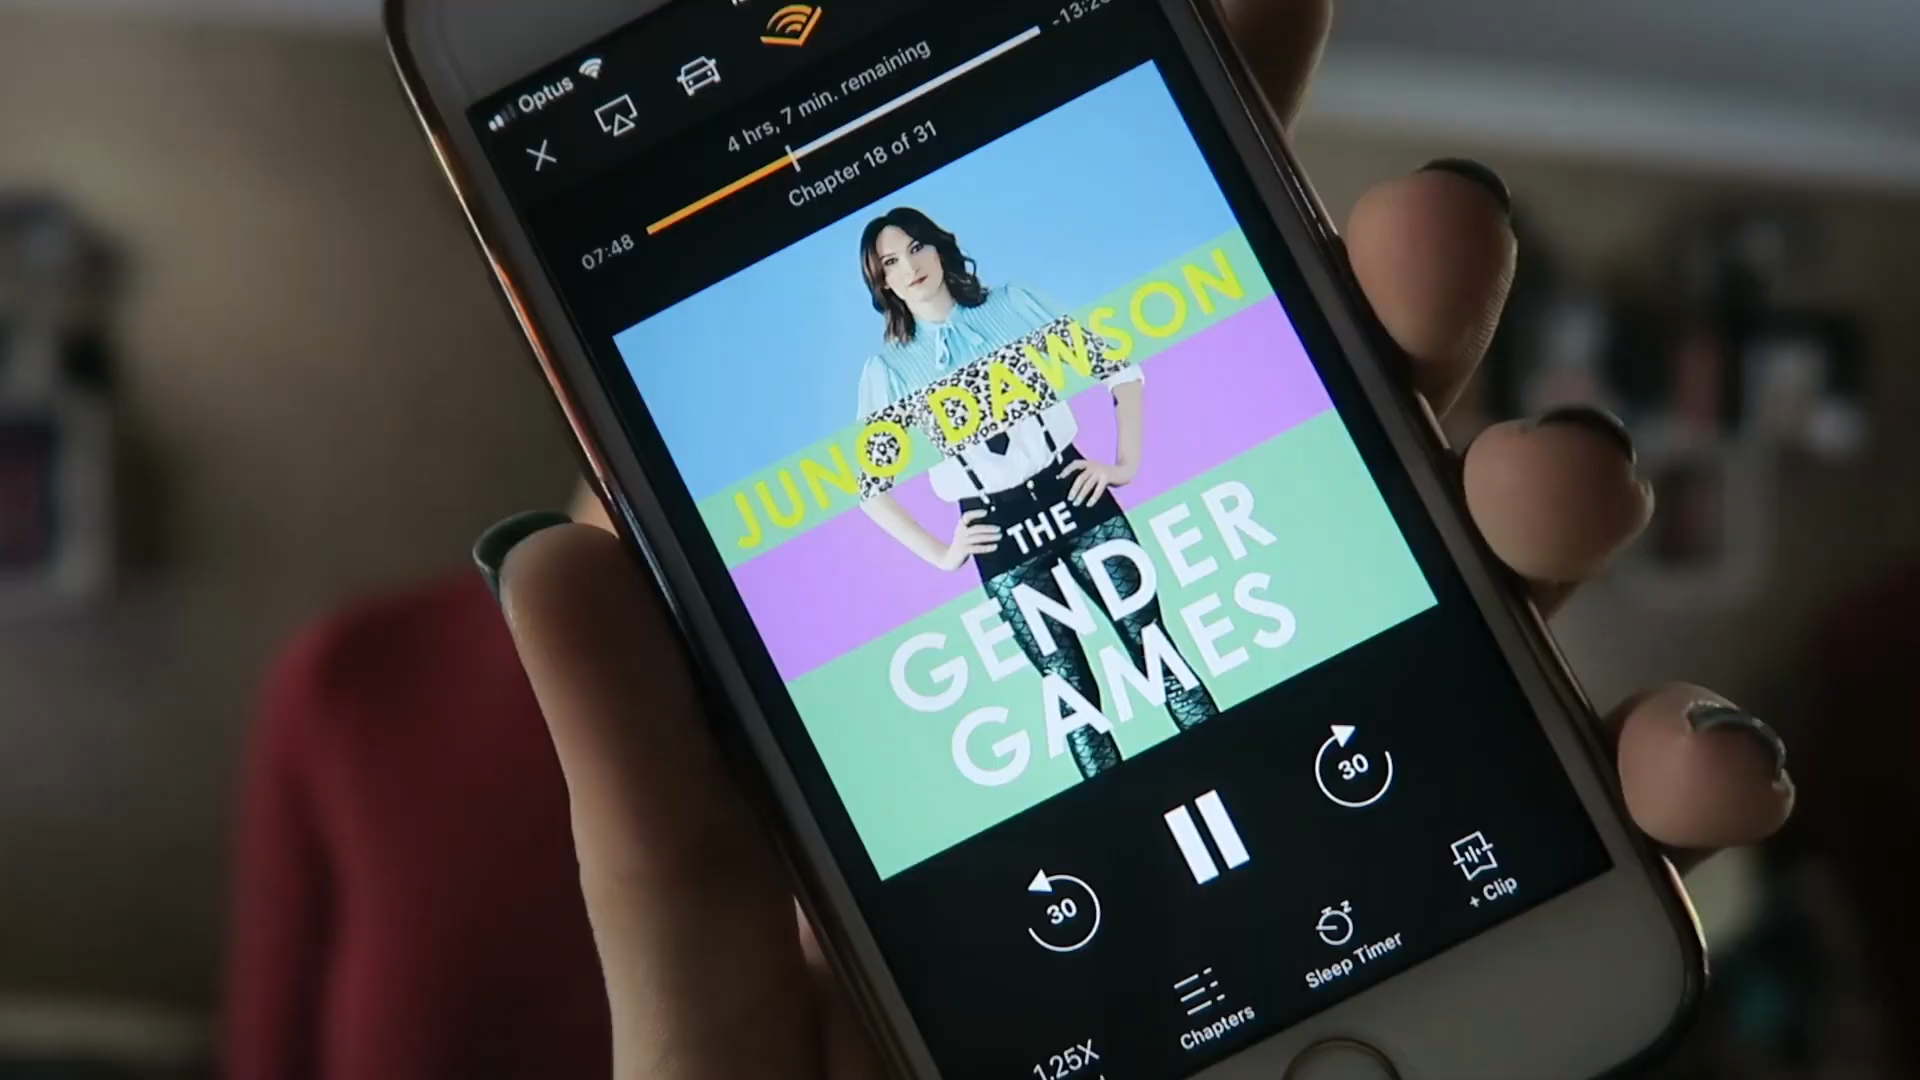 Optus
4 hrs, 7 min. remaining
07:48
Chapter 18 of 31
JUNO DAWSON
THE
GENDER
GAMES
30
30
1.25X
Chapters
Sleep Timer
+ Clip